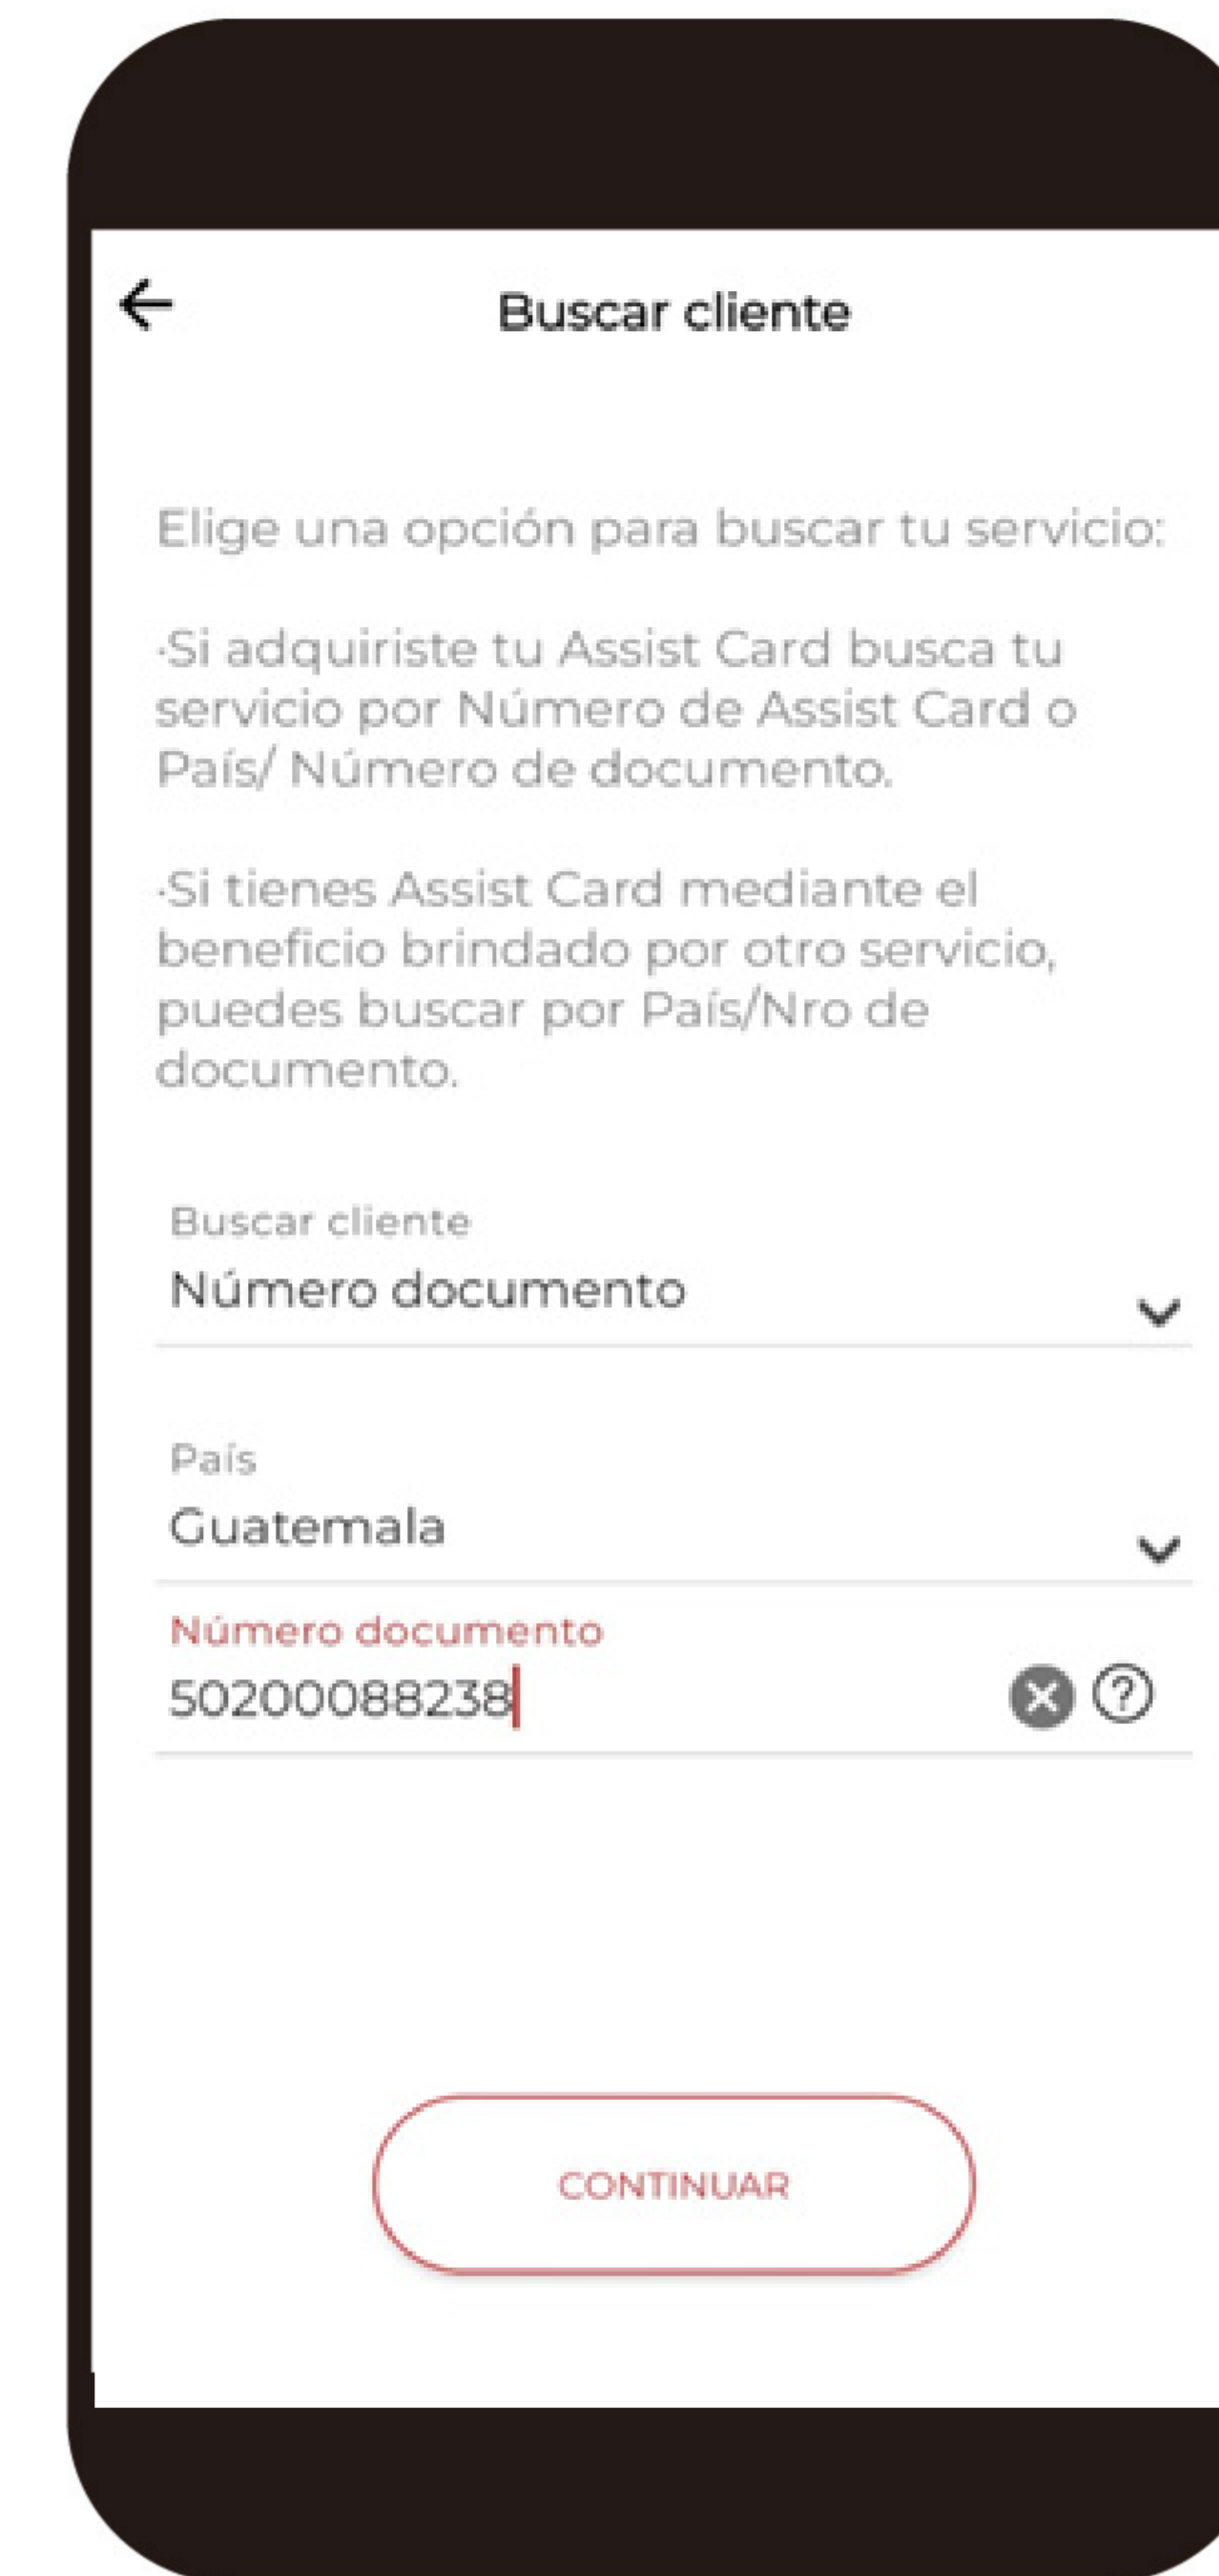 Buscar cliente
Elige una opción para buscar tu servicio:
·Si adquiriste tu Assist Card busca tu
servicio por Número de Assist Card o
País/ Número de documento.
·Si tienes Assist Card mediante el
beneficio brindado por otro servicio,
puedes buscar por País/Nro de
documento.
Buscar cliente
Número documento
País
Guatemala
Número documento
50200088238
CONTINUAR